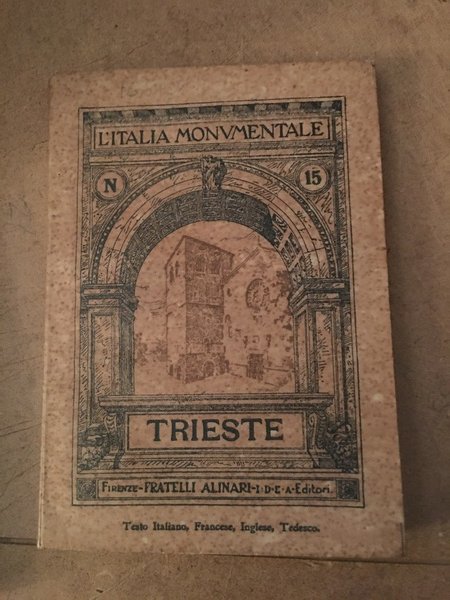 L'ITALIA MONVMENTALE
N 15
TRIESTE
FIRENZE-FRATELLI ALINARI-I·D·E·A-Editori.
Testo Italiano, Francese, Inglese, Tedesco.